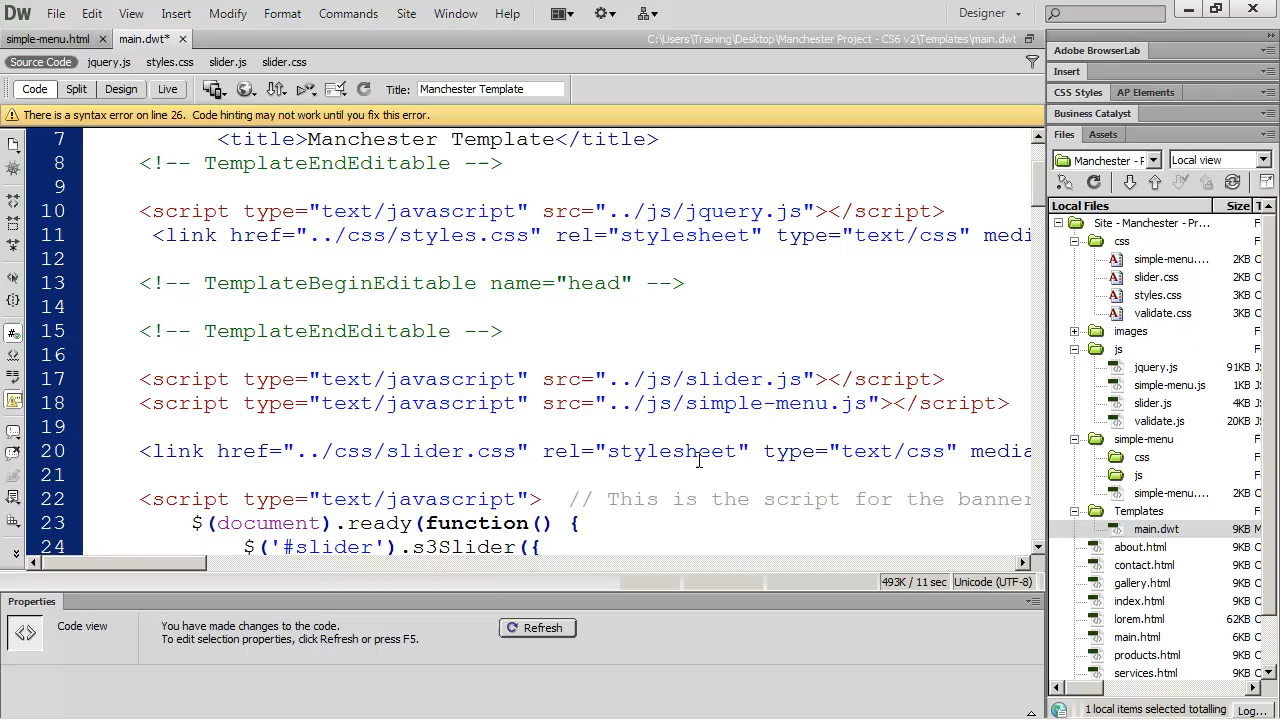 Dw File Edit View Insert Modify Format Commands Site Window Help Designer
simple-menu.html main.dwt* C:\Users\Training\Desktop\Manchester Project - CS6 v2\Templates\main.dwt
Source Code jquery.js styles.css slider.js slider.css
Code Split Design Live Title: Manchester Template
There is a syntax error on line 26. Code hinting may not work until you fix this error.
7 <title>Manchester Template</title>
8 <!-- TemplateEndEditable -->
9
10 <script type="text/javascript" src="../js/jquery.js"></script>
11 <link href="../css/styles.css" rel="stylesheet" type="text/css" media
12
13 <!-- TemplateBeginEditable name="head" -->
14
15 <!-- TemplateEndEditable -->
16
17 <script type="text/javascript" src="../js/slider.js"></script>
18 <script type="text/javascript" src="../js/simple-menu.js"></script>
19
20 <link href="../css/slider.css" rel="stylesheet" type="text/css" media
21
22 <script type="text/javascript"> // This is the script for the banner
23 $(document).ready(function() {
24 $('#slider').s3Slider({
493K / 11 sec Unicode (UTF-8)
Properties
Code view
You have made changes to the code.
To edit selection properties, click Refresh or press F5.
Refresh
Adobe BrowserLab
Insert
CSS Styles AP Elements
Business Catalyst
Files Assets
Manchester - P Local view
Local Files Size T
Site - Manchester - Pr... F
css F
simple-menu.... 2KB C
slider.css 2KB C
styles.css 3KB C
validate.css 3KB C
images F
js F
jquery.js 91KB J
simple-menu.js 1KB J
slider.js 4KB J
validate.js 20KB J
simple-menu F
css F
js F
simple-menu.... 2KB C
Templates F
main.dwt 9KB M
about.html 9KB C
contact.html 9KB C
gallery.html 9KB C
index.html 9KB C
lorem.html 62KB C
main.html 6KB C
products.html 9KB C
services.html 9KB C
1 local items selected totalling Log...